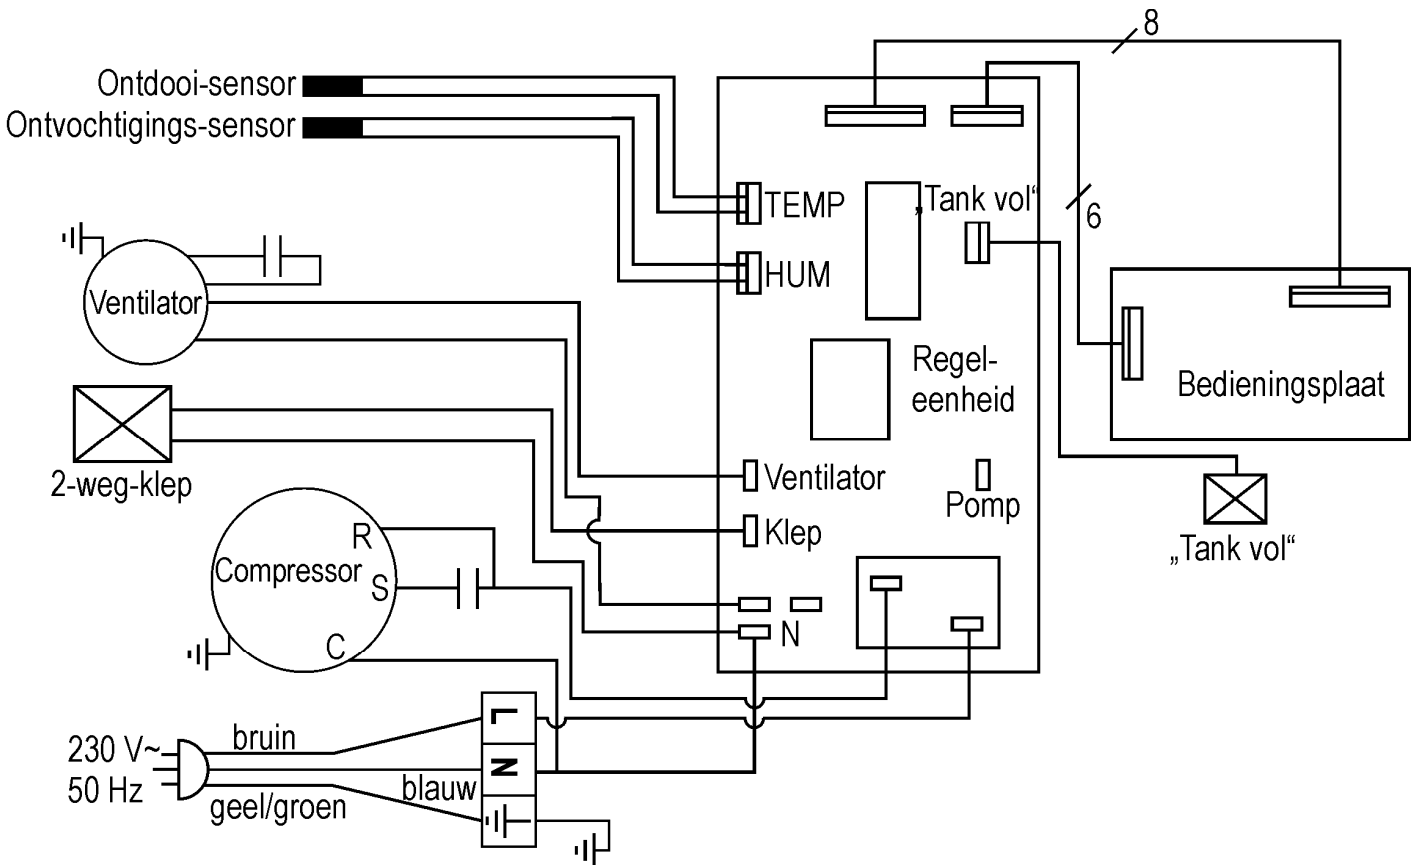 8
Ontdooi-sensor
Ontvochtigings-sensor
TEMP
„Tank vol“
6
HUM
Ventilator
Regel-
eenheid
Bedieningsplaat
2-weg-klep
Ventilator
Pomp
Klep
„Tank vol“
R
Compressor
S
C
N
L
bruin
230 V~
N
blauw
50 Hz
geel/groen